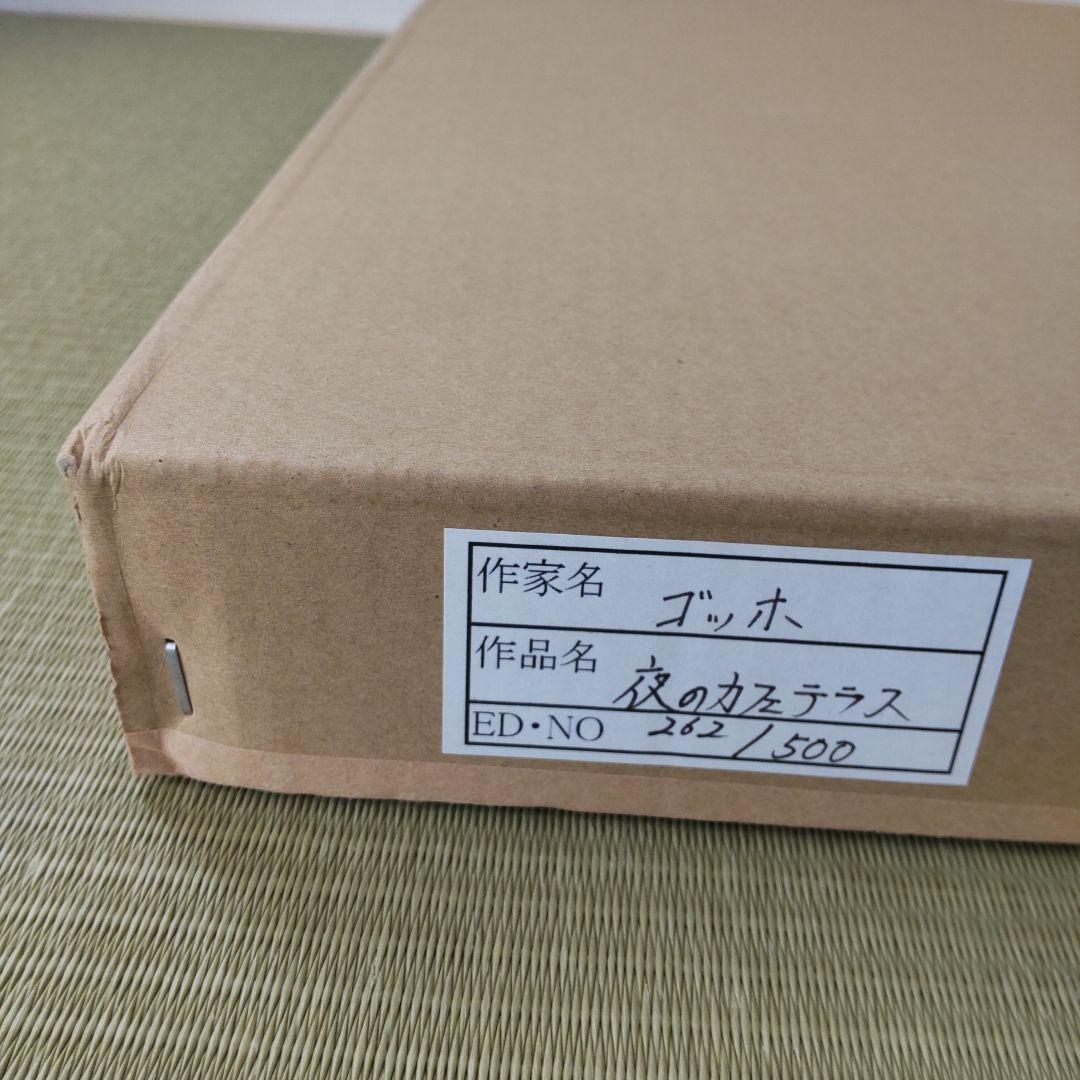 作家名 ゴッホ
作品名 夜のカフェテラス
ED・NO 262/500